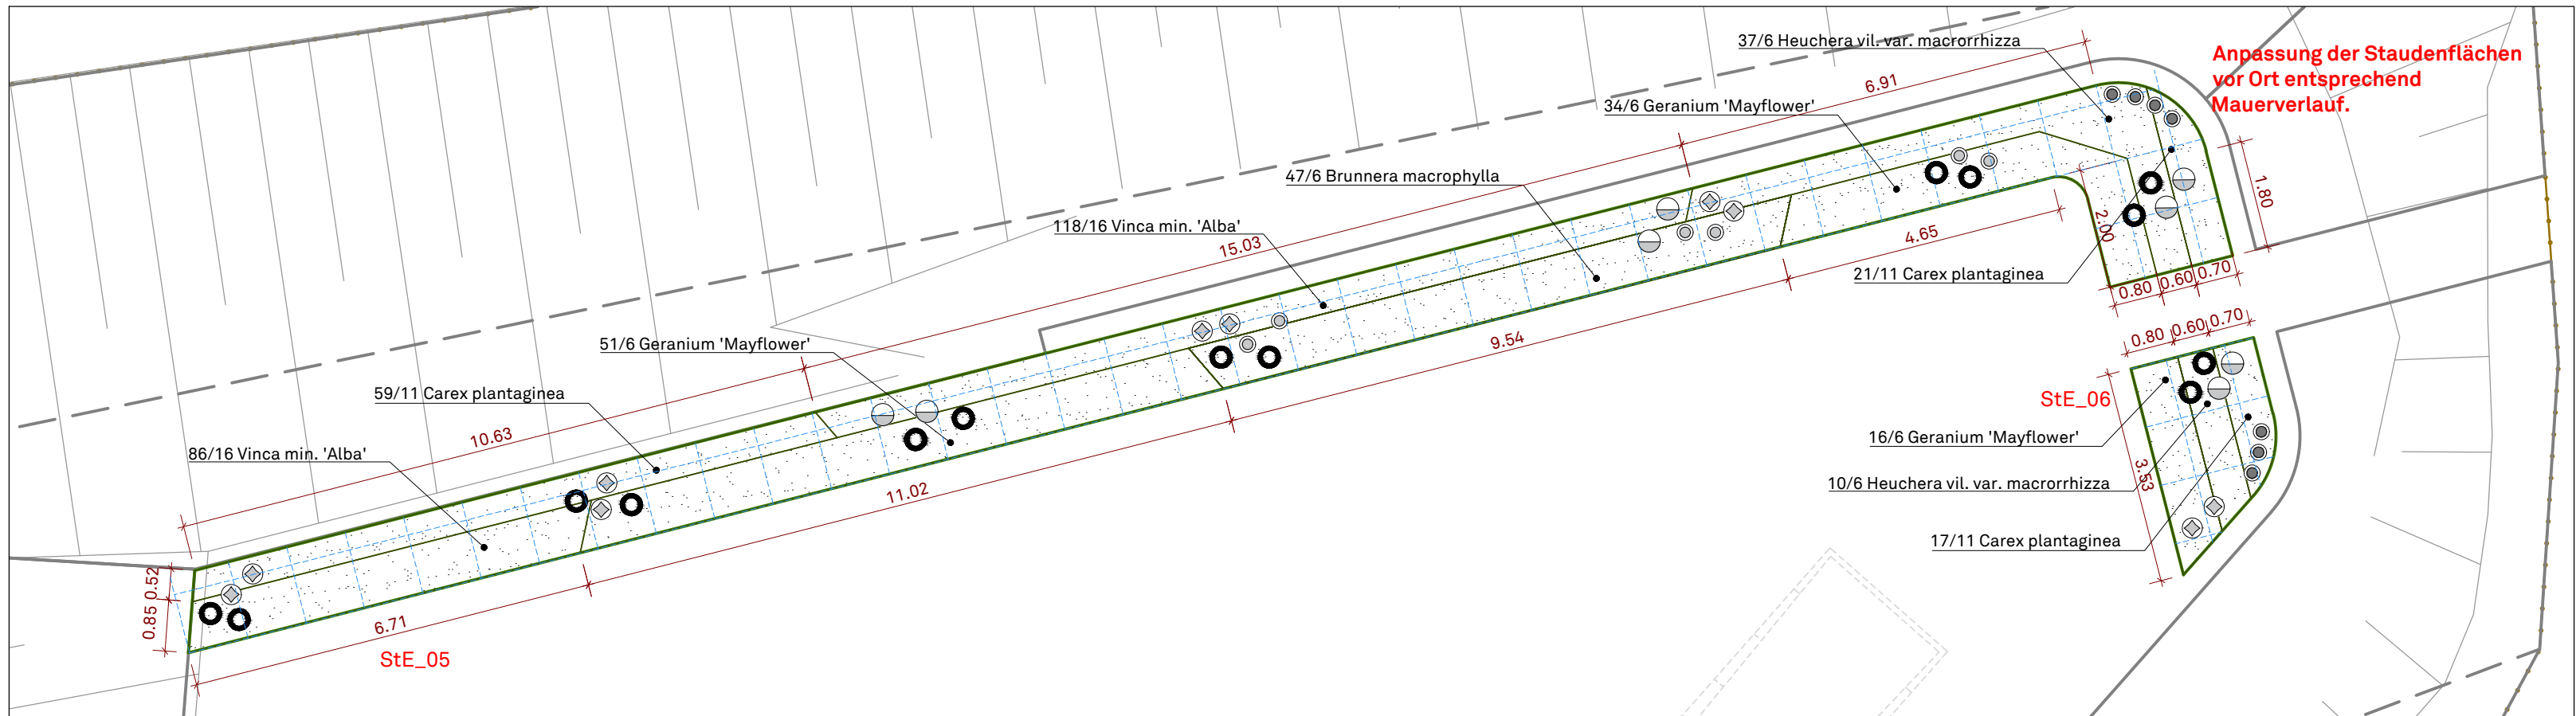 37/6 Heuchera vil. var. macrorrhizza
Anpassung der Staudenflächen
vor Ort entsprechend
Mauerverlauf.
6.91
34/6 Geranium 'Mayflower'
47/6 Brunnera macrophylla
1.80
118/16 Vinca min. 'Alba'
2.00
15.03
4.65
21/11 Carex plantaginea
0.80
0.60
0.70
51/6 Geranium 'Mayflower'
9.54
0.80
0.60
0.70
59/11 Carex plantaginea
StE_06
10.63
16/6 Geranium 'Mayflower'
86/16 Vinca min. 'Alba'
3.53
10/6 Heuchera vil. var. macrorrhizza
11.02
17/11 Carex plantaginea
0.52
0.85
6.71
StE_05